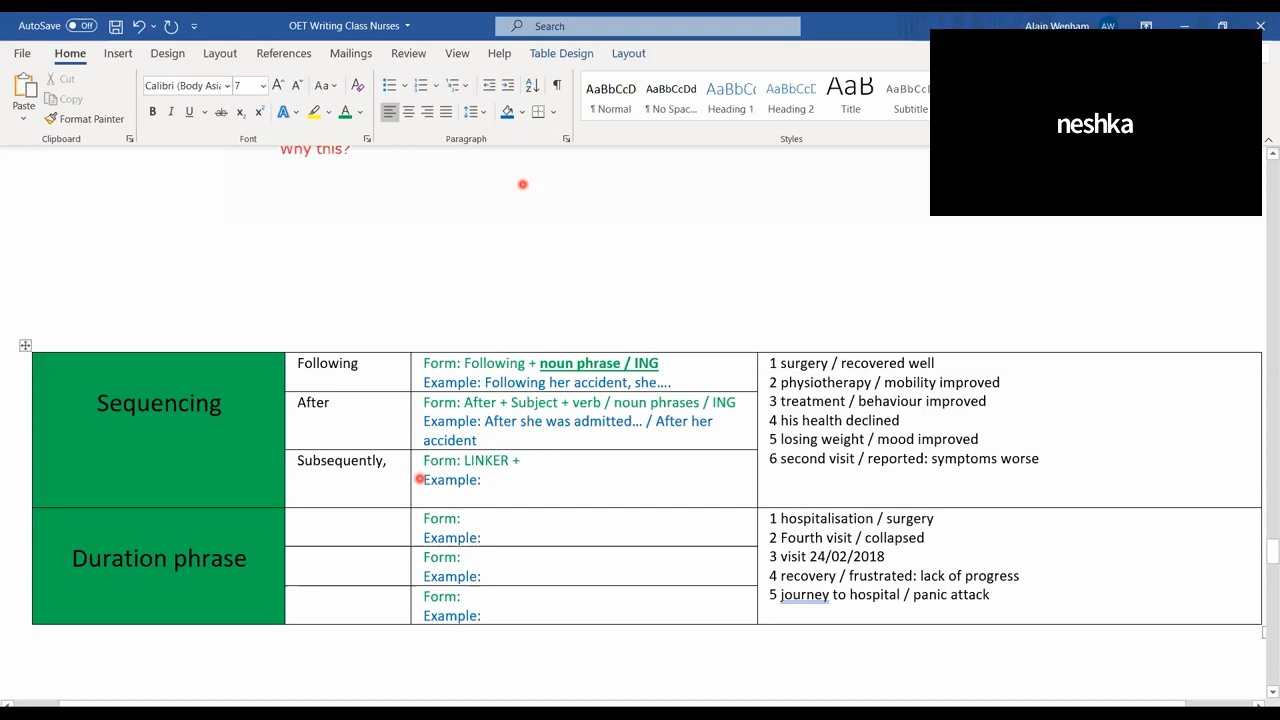 AutoSave Off OET Writing Class Nurses Search Alain Wenham AW
File Home Insert Design Layout References Mailings Review View Help Table Design Layout
Paste Cut Copy Format Painter
Calibri (Body Asi 7
AaBbCcD AaBbCcDd AaBbCcC AaBbCcC AaB AaBbCcD
¶ Normal ¶ No Spac... Heading 1 Heading 2 Title Subtitle
Clipboard Font Paragraph Styles
neshka
Why this?
Sequencing
Following
Form: Following + noun phrase / ING
Example: Following her accident, she....
After
Form: After + Subject + verb / noun phrases / ING
Example: After she was admitted... / After her
accident
Subsequently,
Form: LINKER +
Example:
1 surgery / recovered well
2 physiotherapy / mobility improved
3 treatment / behaviour improved
4 his health declined
5 losing weight / mood improved
6 second visit / reported: symptoms worse
Duration phrase
Form:
Example:
Form:
Example:
Form:
Example:
1 hospitalisation / surgery
2 Fourth visit / collapsed
3 visit 24/02/2018
4 recovery / frustrated: lack of progress
5 journey to hospital / panic attack